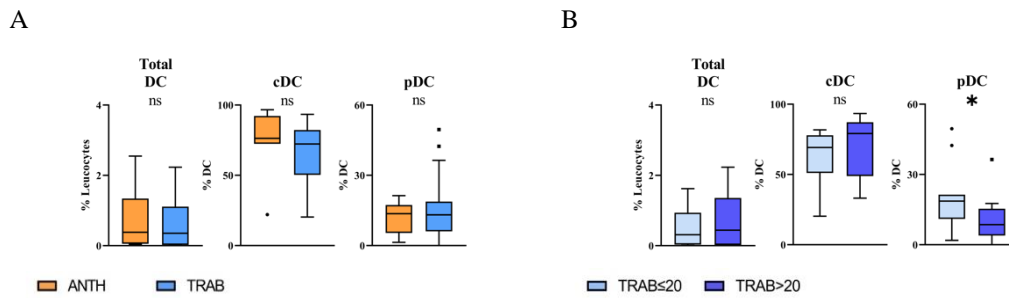 A
Total
DC
ns
cDC
ns
pDC
ns
% Leucocytes
4
2
0
% DC
100
50
0
% DC
60
30
0
ANTH
TRAB
B
Total
DC
ns
cDC
ns
pDC
*
% Leucocytes
4
2
0
% DC
100
50
0
% DC
60
30
0
TRAB≤20
TRAB>20